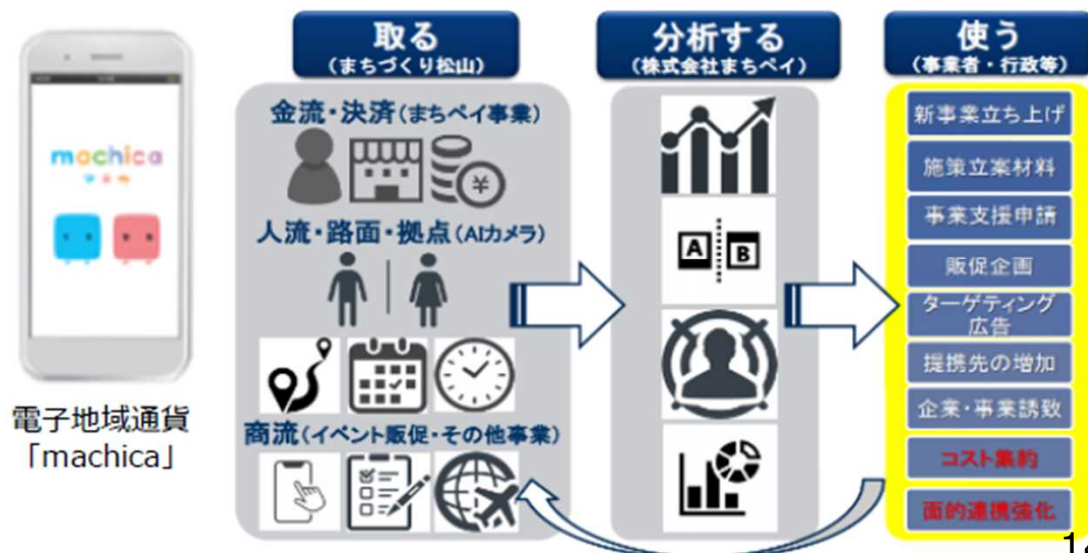 machica
電子地域通貨
「machica」
取る
(まちづくり松山)
金流・決済(まちペイ事業)
¥
人流・路面・拠点(AIカメラ)
商流(イベント販促・その他事業)
分析する
(株式会社まちペイ)
A
B
使う
(事業者・行政等)
新事業立ち上げ
施策立案材料
事業支援申請
販促企画
ターゲティング
広告
提携先の増加
企業・事業誘致
コスト集約
面的連携強化